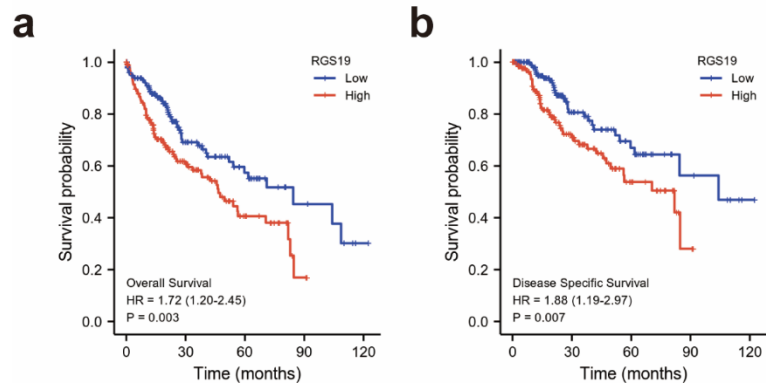 a
RGS19
Low
High
Survival probability
1.0
0.8
0.6
0.4
0.2
0.0
Overall Survival
HR = 1.72 (1.20-2.45)
P = 0.003
0 30 60 90 120
Time (months)
b
RGS19
Low
High
Survival probability
1.0
0.8
0.6
0.4
0.2
0.0
Disease Specific Survival
HR = 1.88 (1.19-2.97)
P = 0.007
0 30 60 90 120
Time (months)